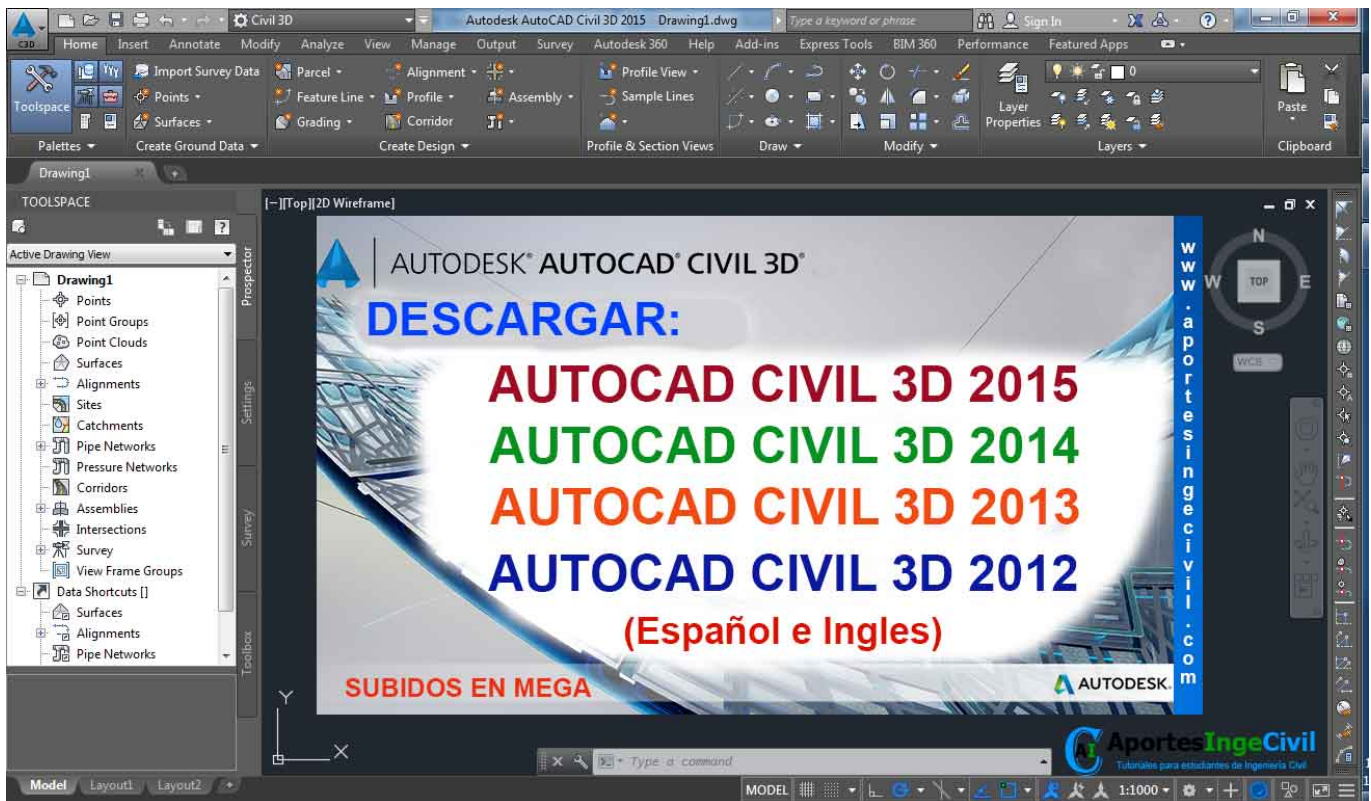 C3D
Civil 3D
Autodesk AutoCAD Civil 3D 2015 Drawing1.dwg
Type a keyword or phrase
Sign In
Home Insert Annotate Modify Analyze View Manage Output Survey Autodesk 360 Help Add-ins Express Tools BIM 360 Performance Featured Apps
Import Survey Data Parcel Alignment Profile View 0
Toolspace Points Feature Line Profile Assembly Sample Lines Layer Properties Paste
Surfaces Grading Corridor
Palettes Create Ground Data Create Design Profile & Section Views Draw Modify Layers Clipboard
Drawing1
TOOLSPACE
Active Drawing View
Drawing1
Points
Point Groups
Point Clouds
Surfaces
Alignments
Sites
Catchments
Pipe Networks
Pressure Networks
Corridors
Assemblies
Intersections
Survey
View Frame Groups
Data Shortcuts []
Surfaces
Alignments
Pipe Networks
Prospector
Settings
Survey
Toolbox
[−][Top][2D Wireframe]
AUTODESK® AUTOCAD® CIVIL 3D®
DESCARGAR:
AUTOCAD CIVIL 3D 2015
AUTOCAD CIVIL 3D 2014
AUTOCAD CIVIL 3D 2013
AUTOCAD CIVIL 3D 2012
(Español e Ingles)
SUBIDOS EN MEGA
AUTODESK.
www.aportesingecivil.com
N
W TOP E
S
WCS
Y
X
Type a command
AI
AportesIngeCivil
Tutoriales para estudiantes de Ingeniería Civil
Model Layout1 Layout2
MODEL 1:1000